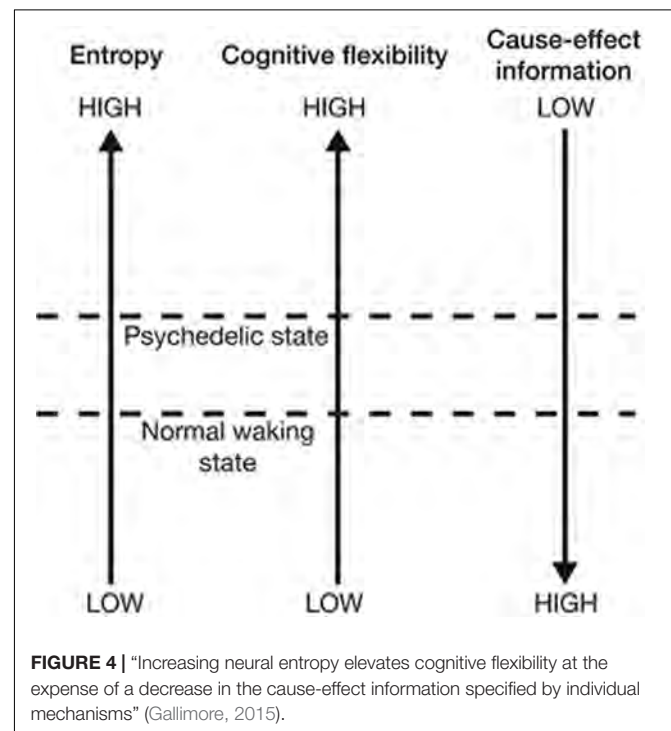 Entropy
Cognitive flexibility
Cause-effect
information
HIGH
HIGH
LOW
Psychedelic state
Normal waking
state
LOW
LOW
HIGH
FIGURE 4 | "Increasing neural entropy elevates cognitive flexibility at the
expense of a decrease in the cause-effect information specified by individual
mechanisms" (Gallimore, 2015).